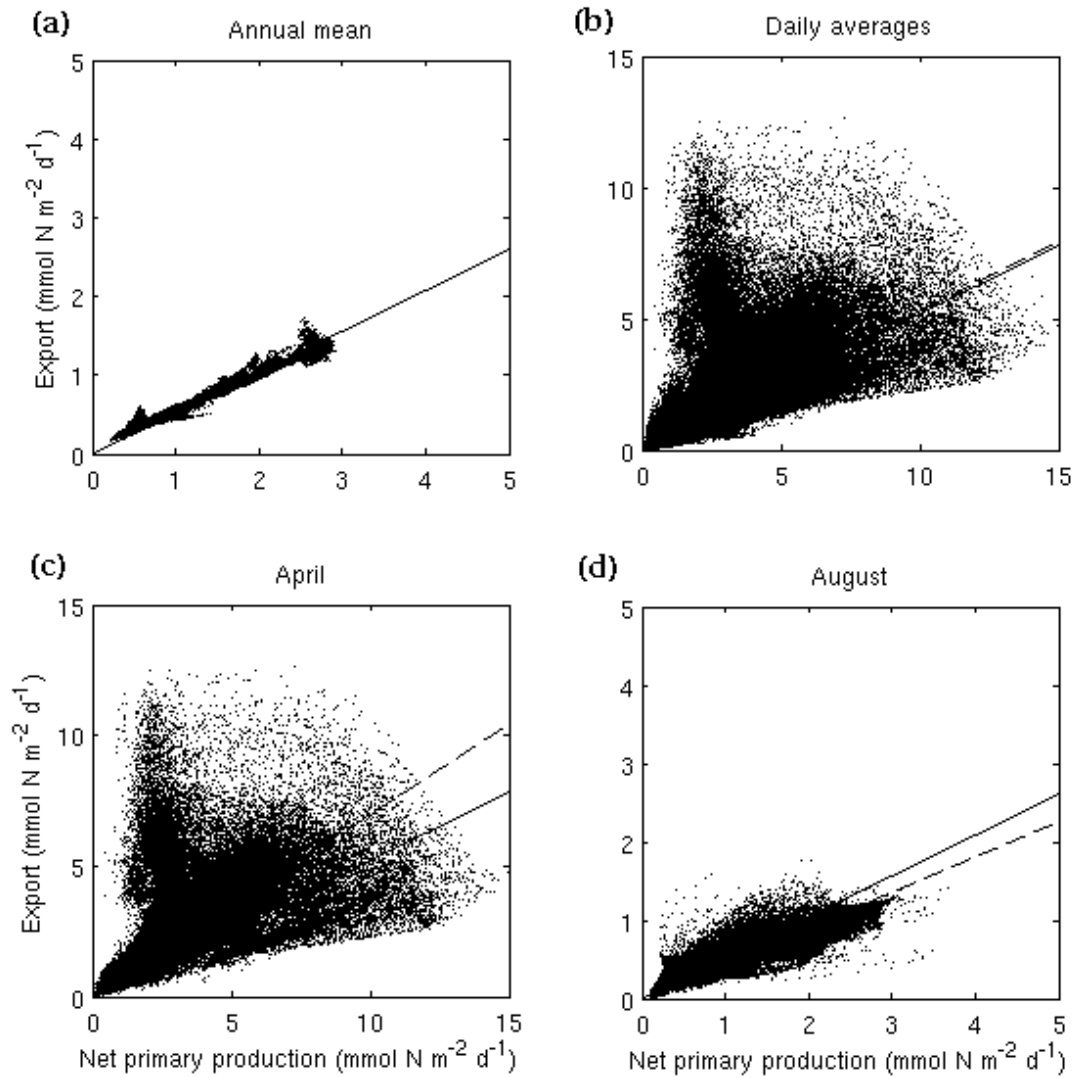 (a)
Annual mean
5
4
3
2
1
0
0 1 2 3 4 5
Export (mmol N m⁻² d⁻¹)
(b)
Daily averages
15
10
5
0
0 5 10 15
(c)
April
15
10
5
0
0 5 10 15
Export (mmol N m⁻² d⁻¹)
Net primary production (mmol N m⁻² d⁻¹)
(d)
August
5
4
3
2
1
0
0 1 2 3 4 5
Net primary production (mmol N m⁻² d⁻¹)